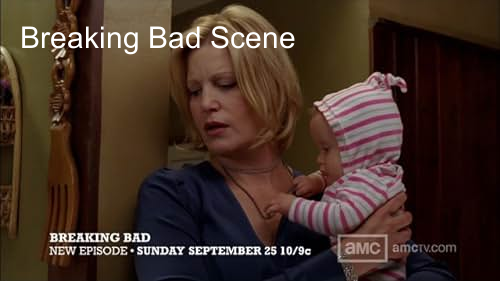 Breaking Bad Scene
BREAKING BAD
NEW EPISODE • SUNDAY SEPTEMBER 25 10/9c
amc amctv.com